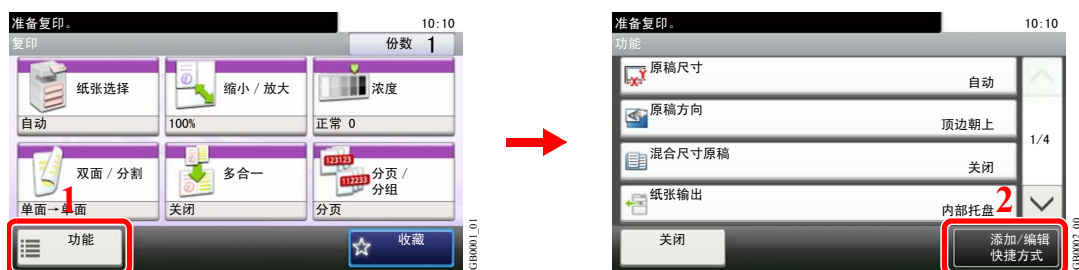 准备复印。
10:10
复印
份数 1
纸张选择
自动
缩小 / 放大
100%
浓度
正常 0
双面 / 分割
单面→单面
多合一
关闭
123123
112233
分页 /
分组
分页
1
功能
收藏
GB0001_01
准备复印。
10:10
功能
原稿尺寸
自动
原稿方向
顶边朝上
混合尺寸原稿
关闭
纸张输出
内部托盘
1/4
2
关闭
添加/编辑
快捷方式
GB0002_00